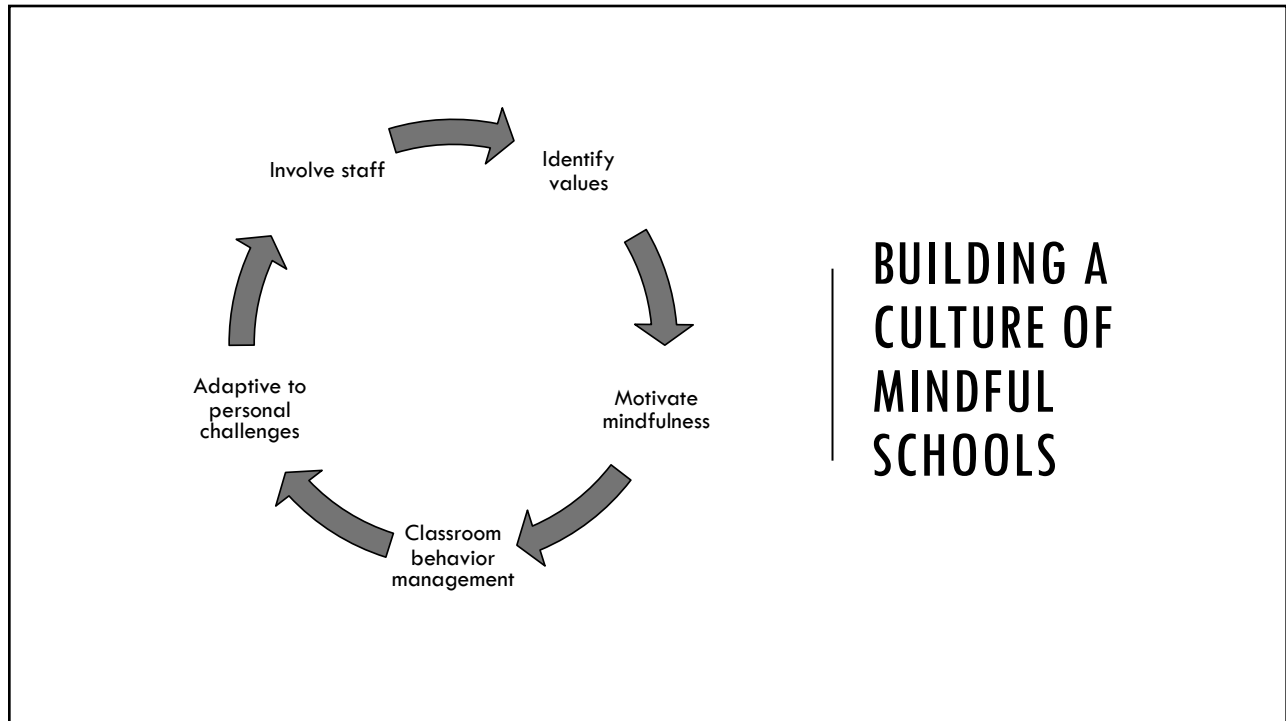 Involve staff
Identify
values
Motivate
mindfulness
Classroom
behavior
management
Adaptive to
personal
challenges
BUILDING A
CULTURE OF
MINDFUL
SCHOOLS